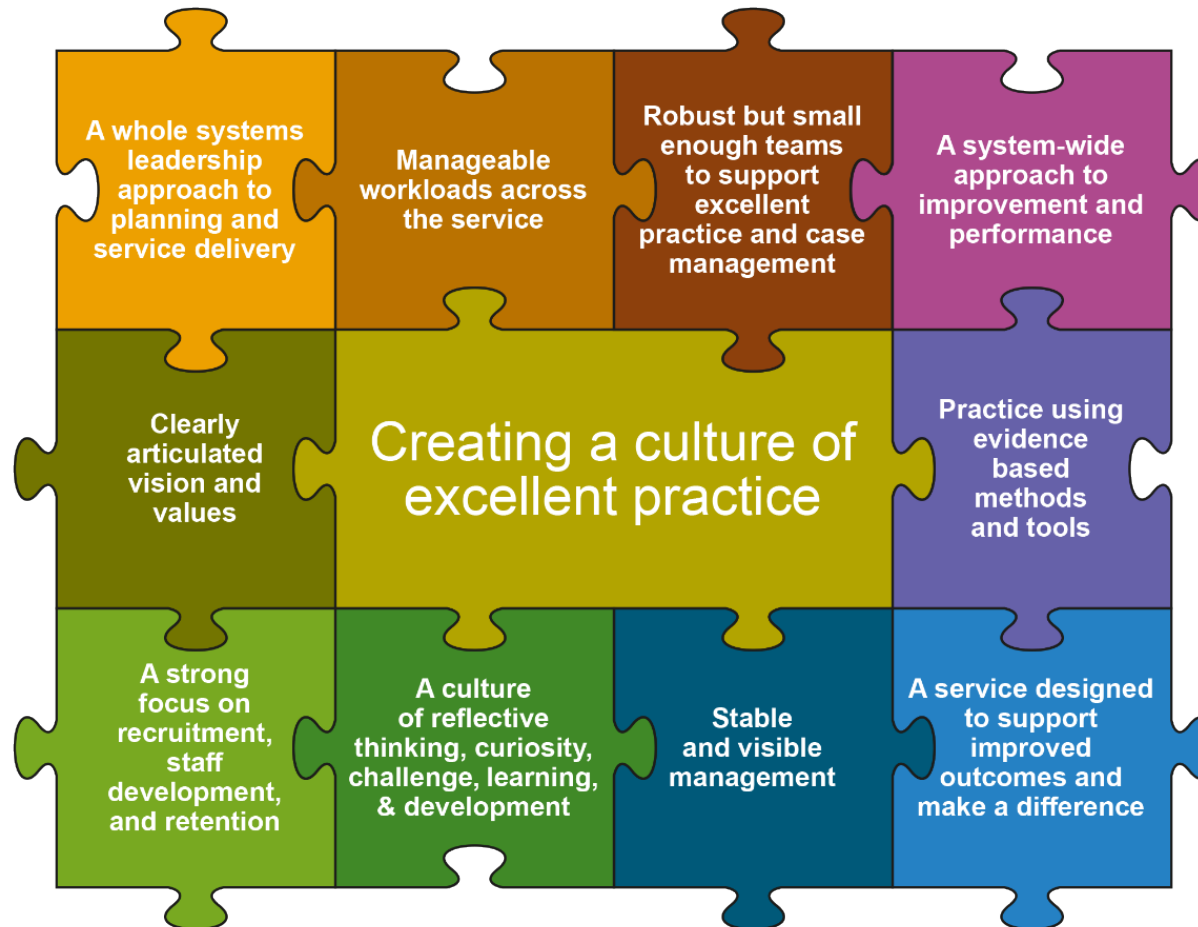 A whole systems
leadership
approach to
planning and
service delivery
Manageable
workloads across
the service
Robust but small
enough teams
to support
excellent
practice and case
management
A system-wide
approach to
improvement and
performance
Clearly
articulated
vision and
values
Creating a culture of
excellent practice
Practice using
evidence
based
methods
and tools
A strong
focus on
recruitment,
staff
development,
and retention
A culture
of reflective
thinking, curiosity,
challenge, learning,
& development
Stable
and visible
management
A service designed
to support
improved
outcomes and
make a difference